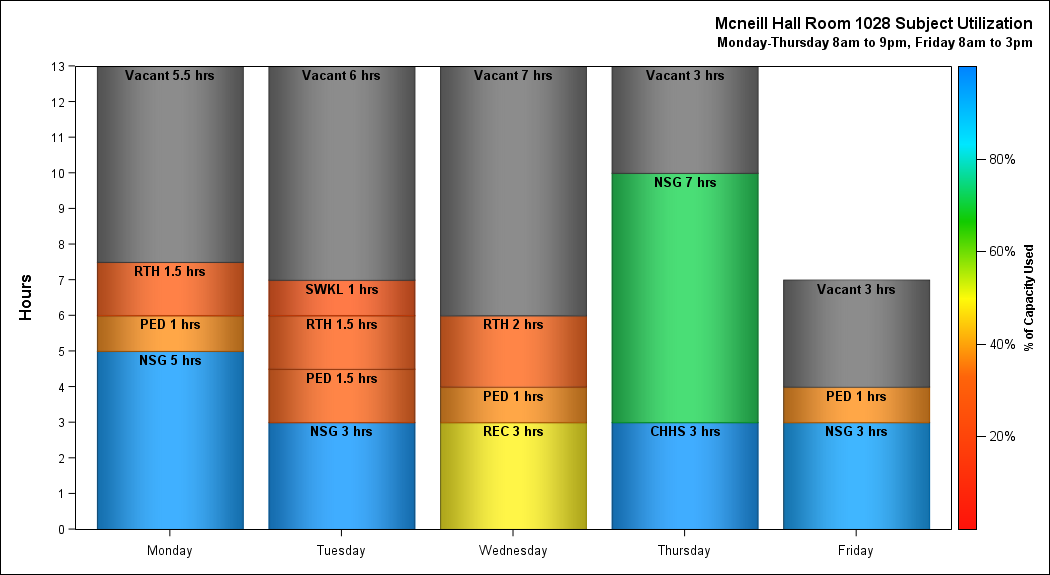 Mcneill Hall Room 1028 Subject Utilization
Monday-Thursday 8am to 9pm, Friday 8am to 3pm
Hours
13
12
11
10
9
8
7
6
5
4
3
2
1
0
Vacant 5.5 hrs
RTH 1.5 hrs
PED 1 hrs
NSG 5 hrs
Vacant 6 hrs
SWKL 1 hrs
RTH 1.5 hrs
PED 1.5 hrs
NSG 3 hrs
Vacant 7 hrs
RTH 2 hrs
PED 1 hrs
REC 3 hrs
Vacant 3 hrs
NSG 7 hrs
CHHS 3 hrs
Vacant 3 hrs
PED 1 hrs
NSG 3 hrs
Monday
Tuesday
Wednesday
Thursday
Friday
80%
60%
40%
20%
% of Capacity Used